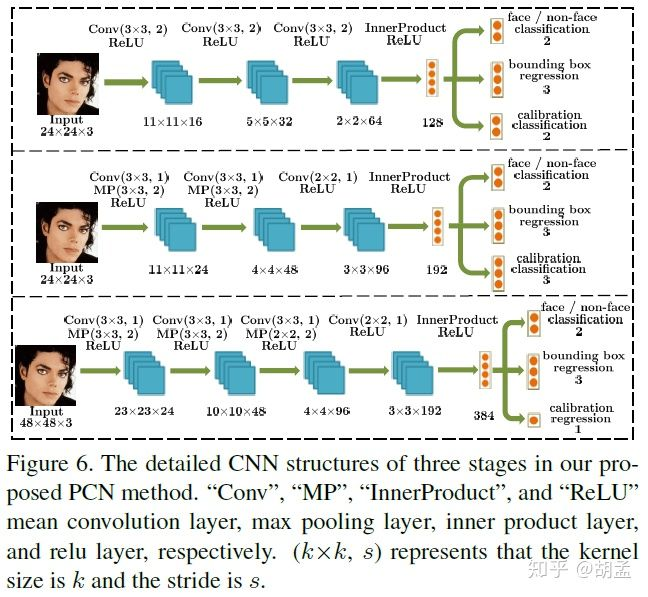 Conv(3×3, 2) Conv(3×3, 2) Conv(3×3, 2) InnerProduct
ReLU ReLU ReLU ReLU
face / non-face
classification
2
bounding box
regression
3
calibration
classification
2
Input
24×24×3
11×11×16 5×5×32 2×2×64 128
Conv(3×3, 1) Conv(3×3, 1) Conv(2×2, 1) InnerProduct
MP(3×3, 2) MP(3×3, 2) ReLU ReLU
ReLU ReLU
face / non-face
classification
2
bounding box
regression
3
calibration
classification
3
Input
24×24×3
11×11×24 4×4×48 3×3×96 192
Conv(3×3, 1) Conv(3×3, 1) Conv(3×3, 1) Conv(2×2, 1) InnerProduct
MP(3×3, 2) MP(3×3, 2) MP(2×2, 2) ReLU ReLU
ReLU ReLU ReLU
face / non-face
classification
2
bounding box
regression
3
calibration
regression
1
Input
48×48×3
23×23×24 10×10×48 4×4×96 3×3×192 384
Figure 6. The detailed CNN structures of three stages in our pro-
posed PCN method. “Conv”, “MP”, “InnerProduct”, and “ReLU”
mean convolution layer, max pooling layer, inner product layer,
and relu layer, respectively. (k×k, s) represents that the kernel
size is k and the stride is s.
知乎 @胡孟